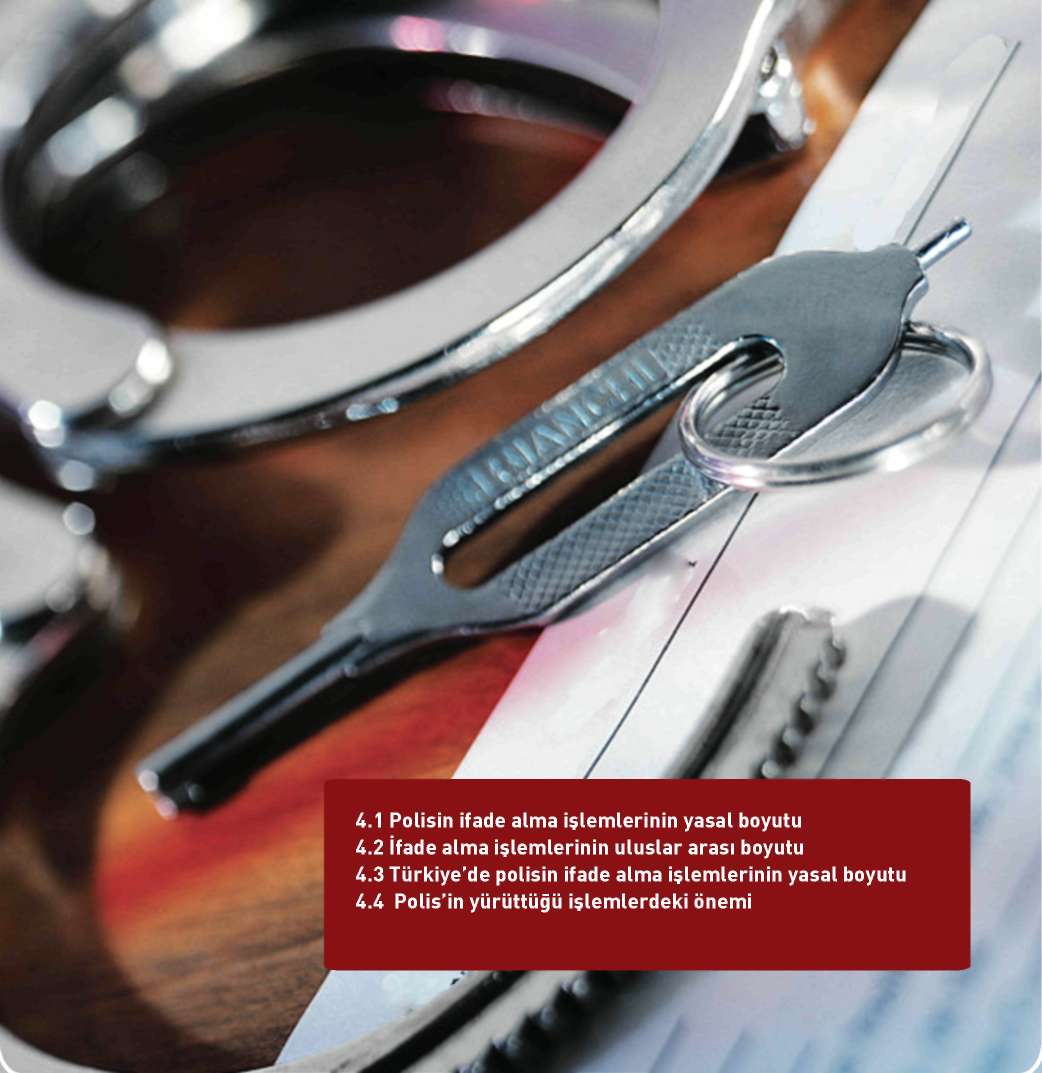 4.1 Polisin ifade alma işlemlerinin yasal boyutu
4.2 İfade alma işlemlerinin uluslar arası boyutu
4.3 Türkiye’de polisin ifade alma işlemlerinin yasal boyutu
4.4  Polis’in yürüttüğü işlemlerdeki önemi